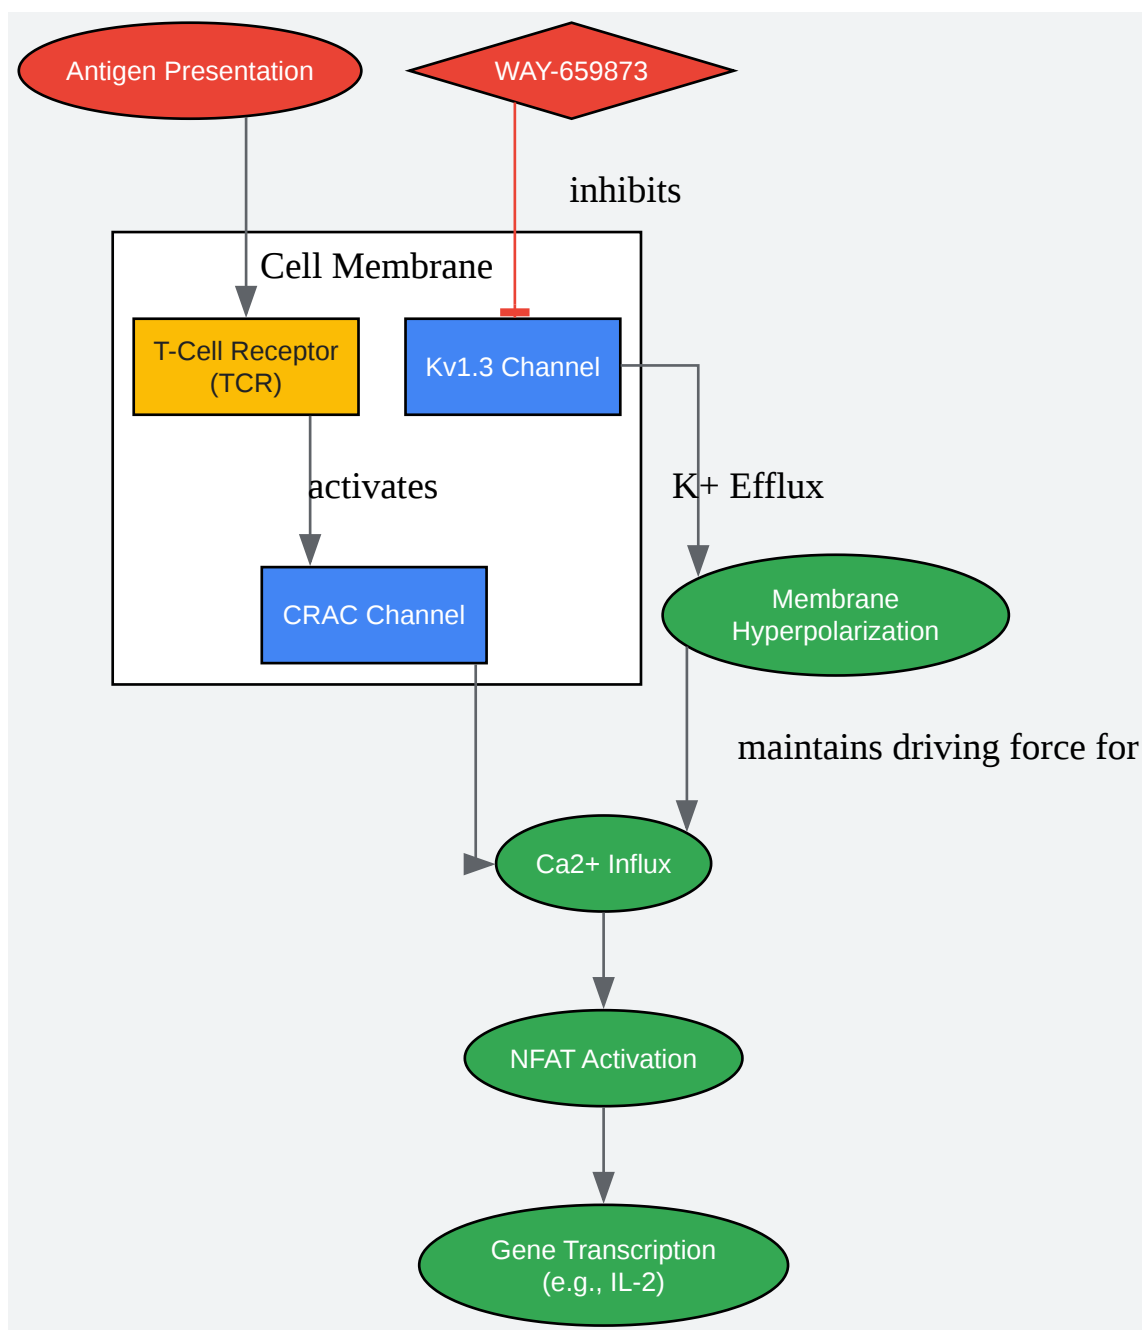 Antigen Presentation
WAY-659873
inhibits
Cell Membrane
T-Cell Receptor
(TCR)
Kv1.3 Channel
activates
K+ Efflux
CRAC Channel
Membrane
Hyperpolarization
maintains driving force for
Ca2+ Influx
NFAT Activation
Gene Transcription
(e.g., IL-2)